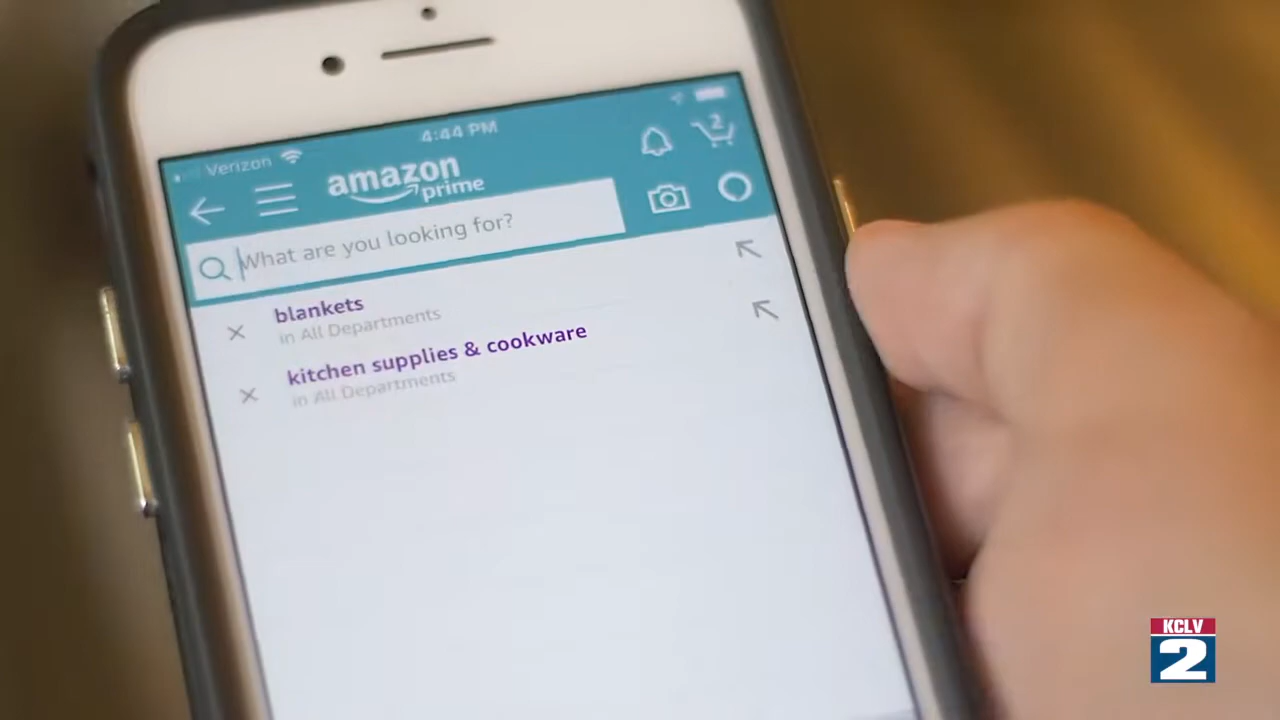 Verizon
4:44 PM
2
amazon
prime
What are you looking for?
blankets
in All Departments
kitchen supplies & cookware
in All Departments
KCLV
2